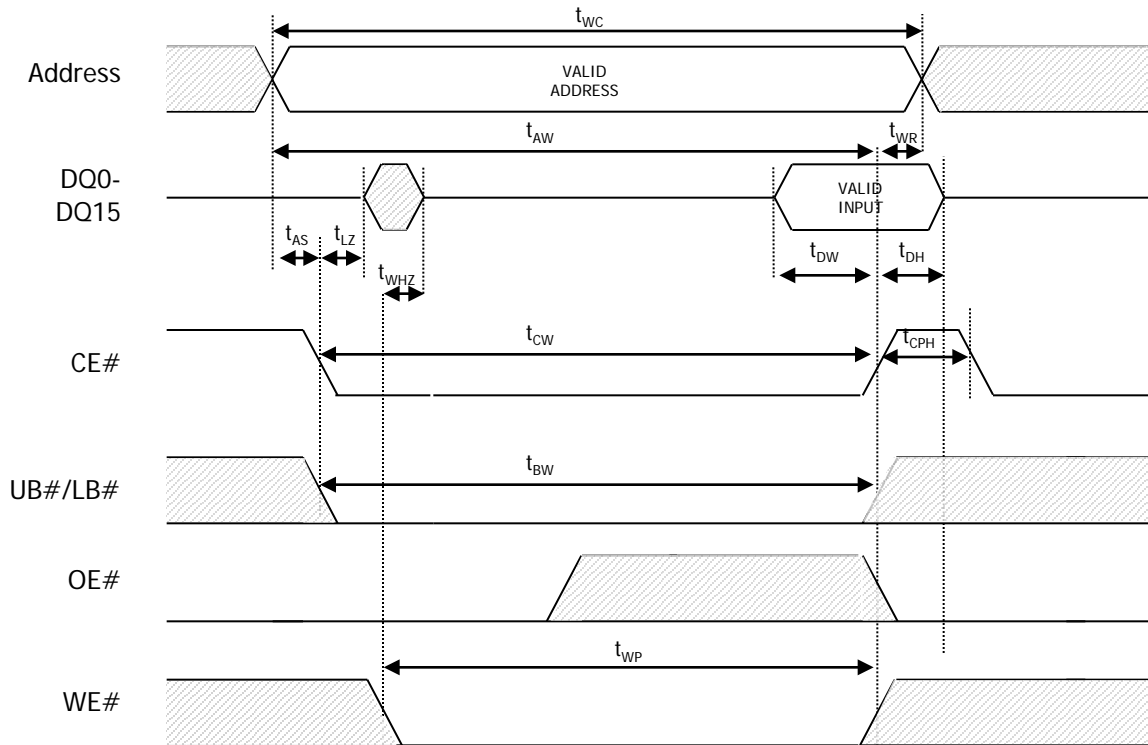 tWC
Address
VALID
ADDRESS
tAW
tWR
DQ0-
DQ15
VALID
INPUT
tAS
tLZ
tDW
tDH
tWHZ
CE#
tCW
tCPH
UB#/LB#
tBW
OE#
tWP
WE#